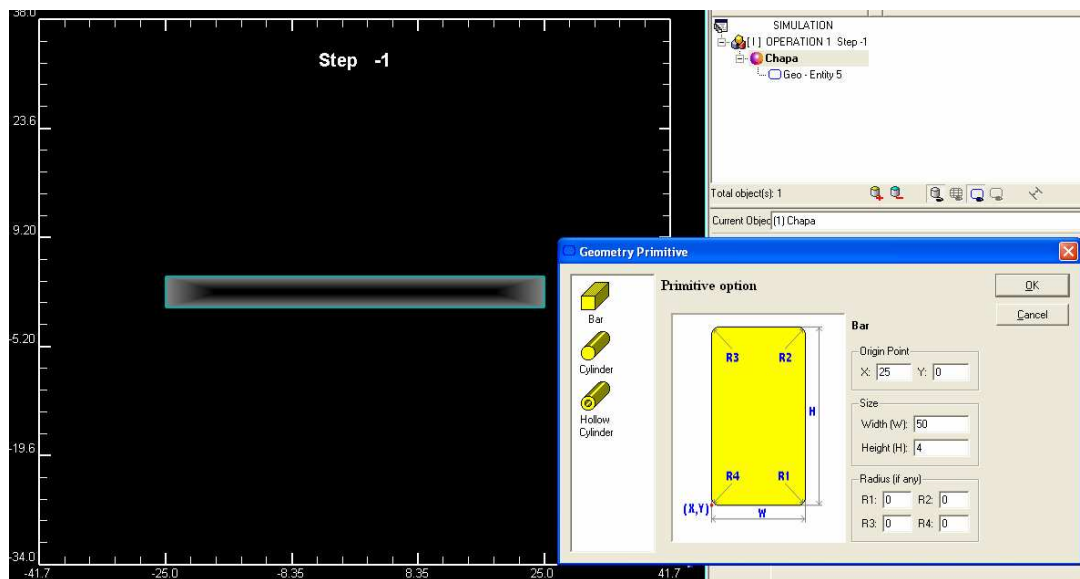 38.0
23.6
9.20
-5.20
-19.6
-34.0
-41.7
-25.0
-8.35
8.35
25.0
41.7
Step -1
SIMULATION
[I] OPERATION 1 Step -1
Chapa
Geo - Entity 5
Total object(s): 1
Current Objec (1) Chapa
Geometry Primitive
Bar
Cylinder
Hollow
Cylinder
Primitive option
R3 R2
H
R4 R1
(X,Y)
W
Bar
Origin Point
X: 25 Y: 0
Size
Width (W): 50
Height (H): 4
Radius (if any)
R1: 0 R2: 0
R3: 0 R4: 0
OK
Cancel